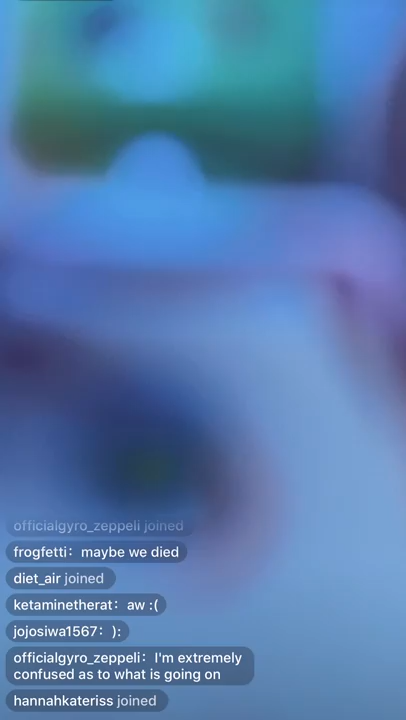 officialgyro_zeppeli joined
frogfetti: maybe we died
diet_air joined
ketaminetherat: aw :(
jojosiwa1567: ):
officialgyro_zeppeli: I'm extremely
confused as to what is going on
hannahkateriss joined